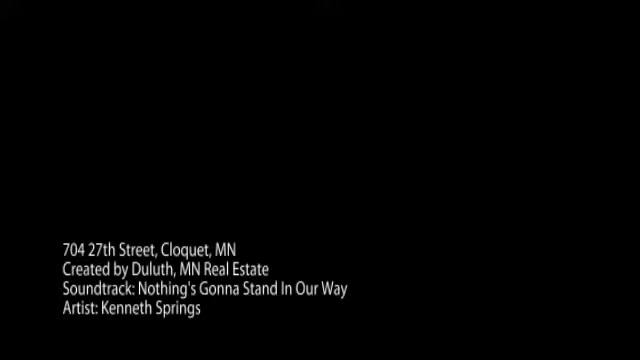 704 27th Street, Cloquet, MN
Created by Duluth, MN Real Estate
Soundtrack: Nothing's Gonna Stand In Our Way
Artist: Kenneth Springs